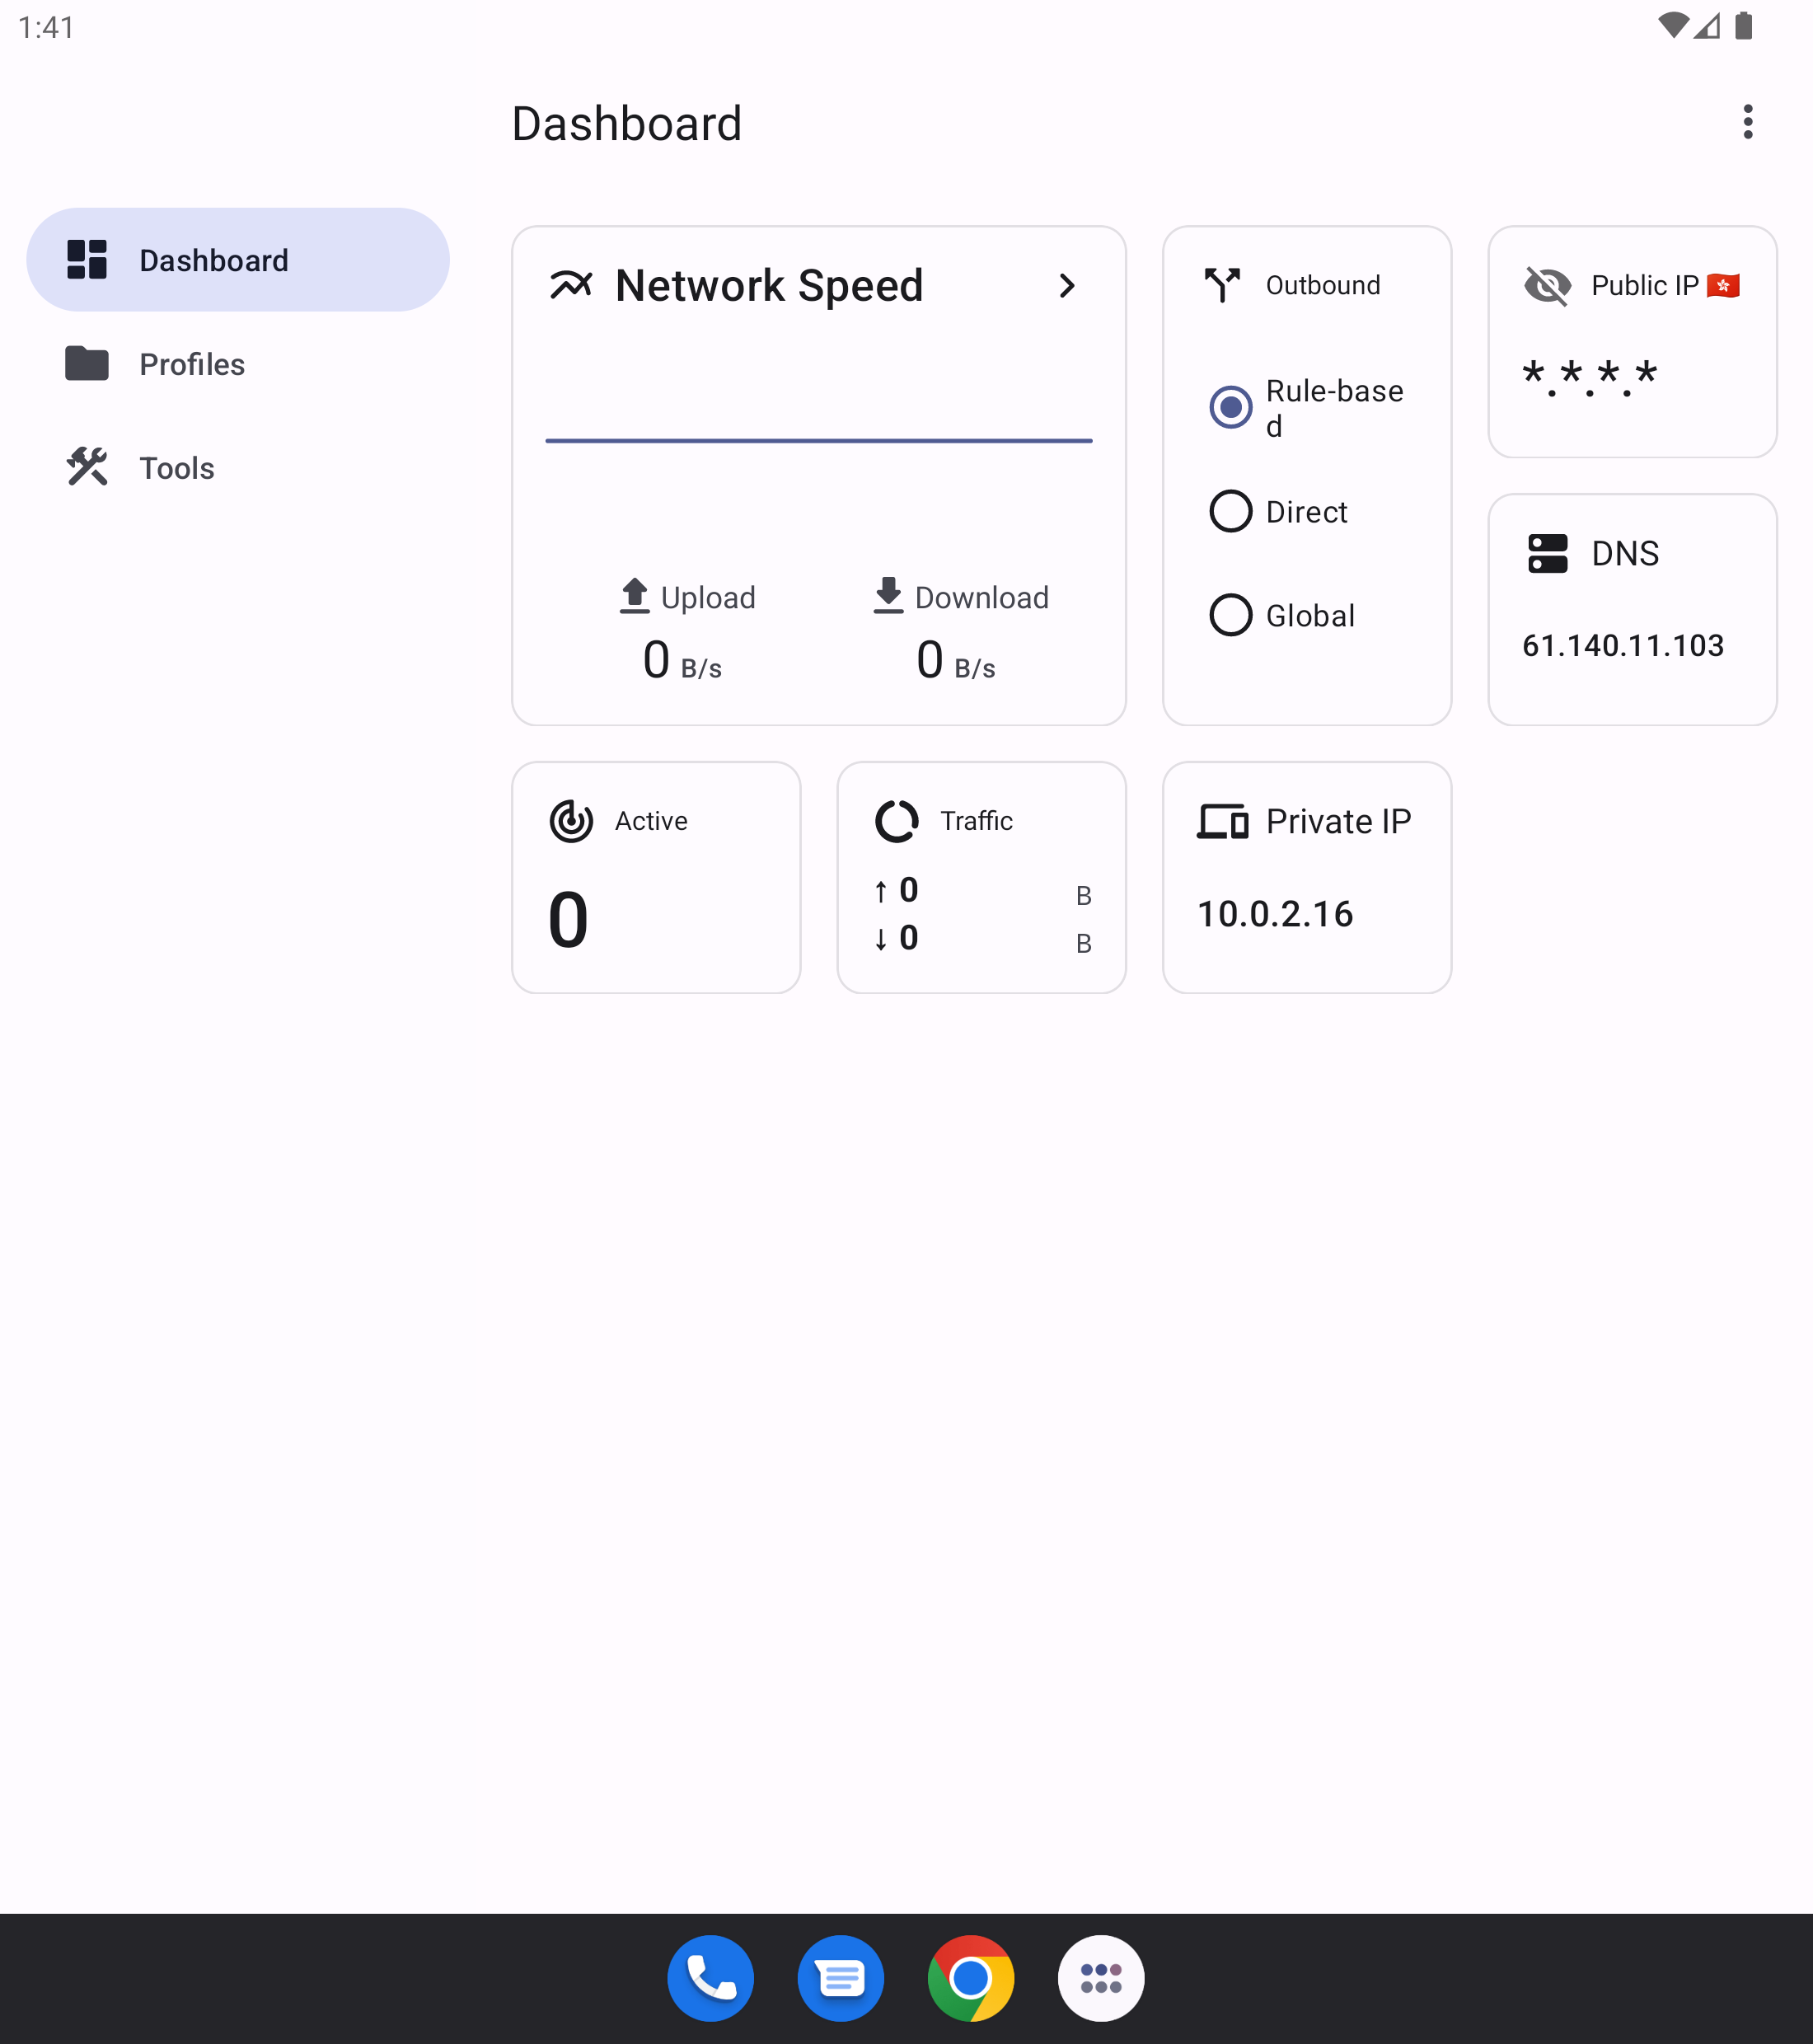 1:41
Dashboard
Dashboard
Profiles
Tools
Network Speed
Upload
Download
0 B/s
0 B/s
Outbound
Rule-base
d
Direct
Global
Public IP 🇭🇰
*.*.*.*
DNS
61.140.11.103
Active
0
Traffic
↑ 0 B
↓ 0 B
Private IP
10.0.2.16